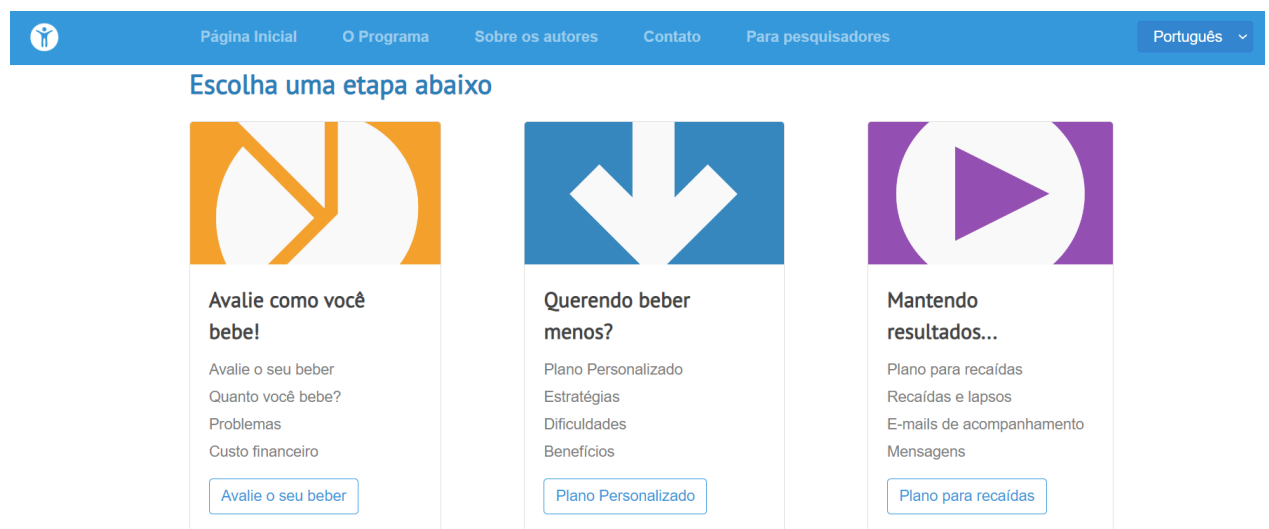 Página Inicial O Programa Sobre os autores Contato Para pesquisadores Português
Escolha uma etapa abaixo
Avalie como você
bebe!
Avalie o seu beber
Quanto você bebe?
Problemas
Custo financeiro
Avalie o seu beber
Querendo beber
menos?
Plano Personalizado
Estratégias
Dificuldades
Benefícios
Plano Personalizado
Mantendo
resultados...
Plano para recaídas
Recaídas e lapsos
E-mails de acompanhamento
Mensagens
Plano para recaídas